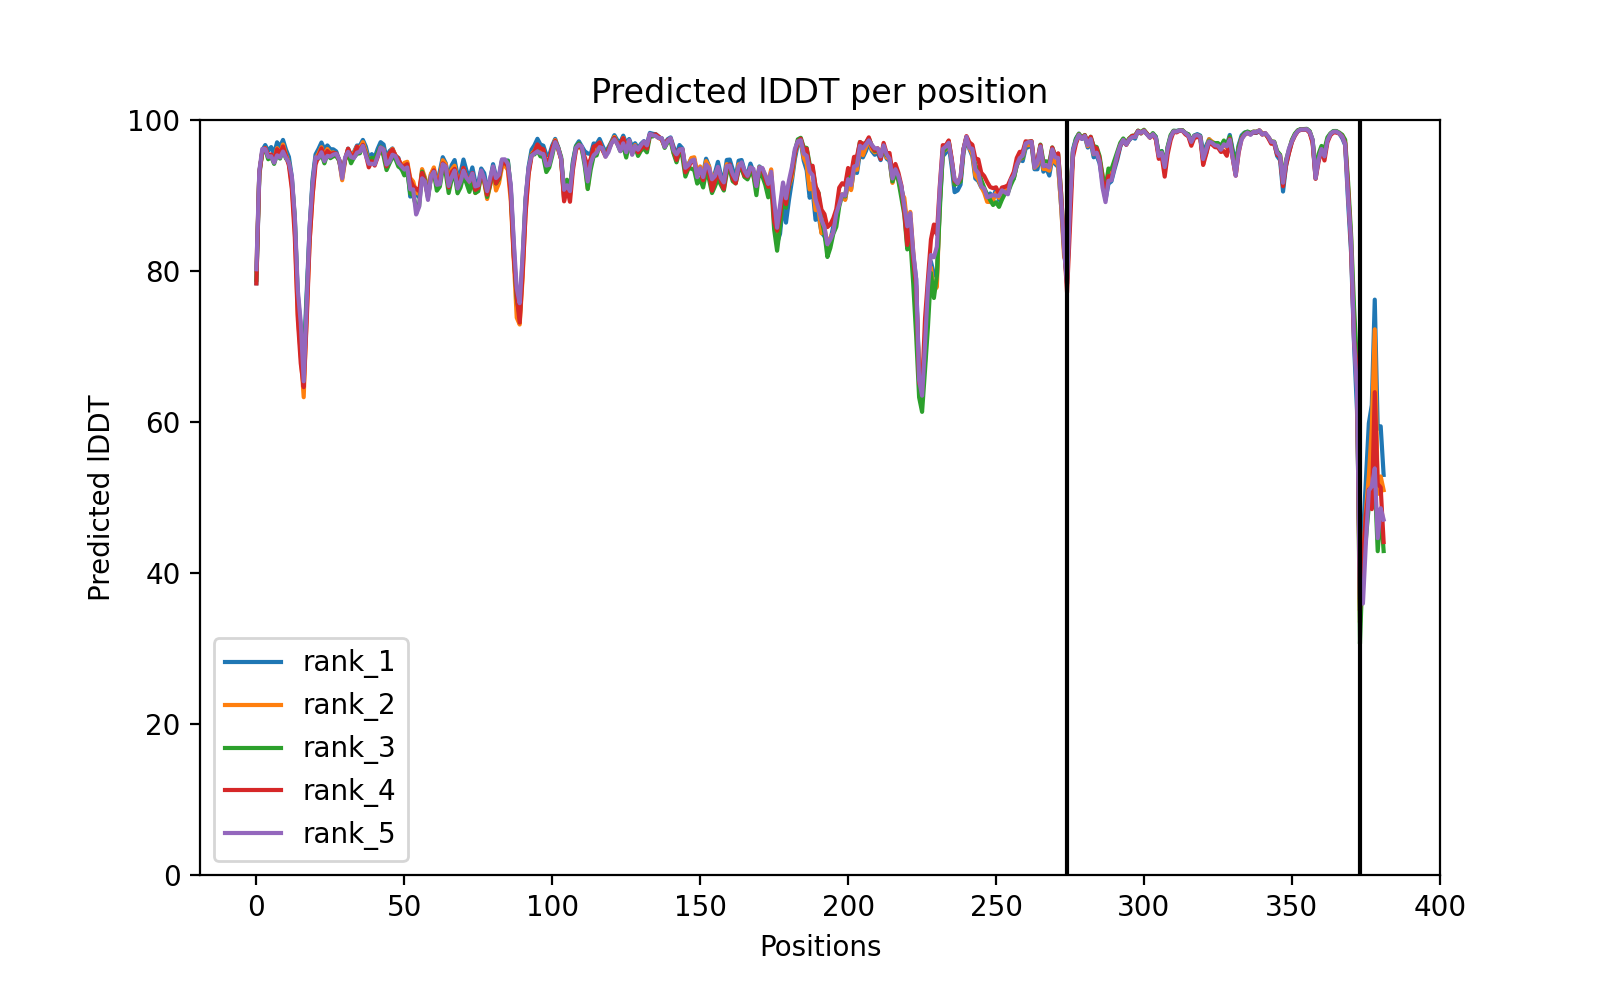 Predicted lDDT per position
100
80
60
40
20
0
Predicted lDDT
rank_1
rank_2
rank_3
rank_4
rank_5
0 50 100 150 200 250 300 350 400
Positions